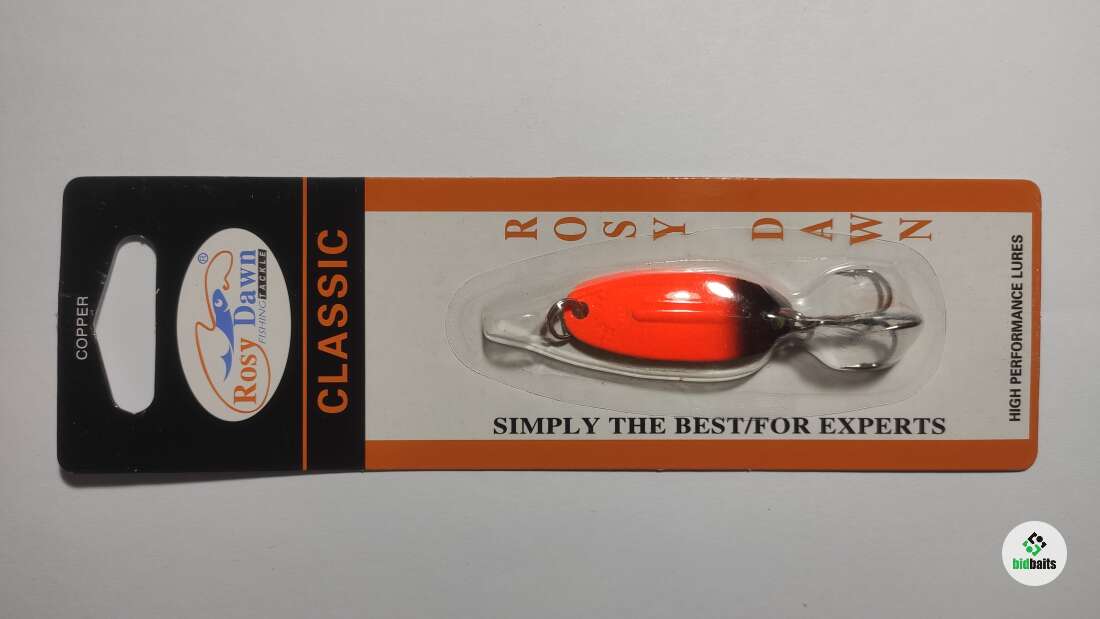 COPPER
®
Rosy Dawn
FISHING TACKLE
CLASSIC
ROSY DAWN
SIMPLY THE BEST/FOR EXPERTS
HIGH PERFORMANCE LURES
bidbaits